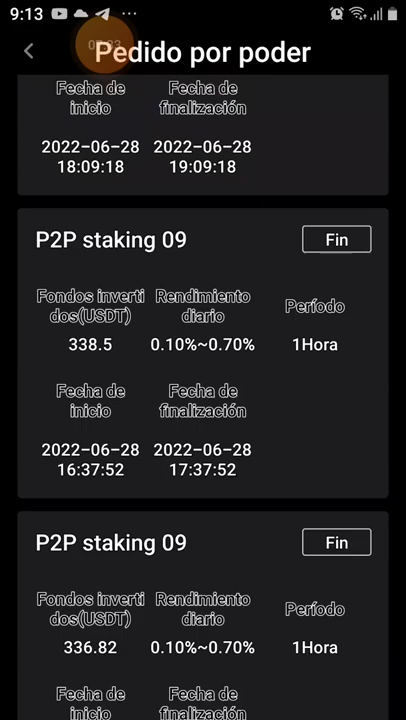 9:13
Pedido por poder
Fecha de inicio
Fecha de finalización
2022-06-28 18:09:18
2022-06-28 19:09:18
P2P staking 09
Fin
Fondos inverti
dos(USDT)
Rendimiento
diario
Período
338.5
0.10%~0.70%
1Hora
Fecha de
inicio
Fecha de
finalización
2022-06-28
16:37:52
2022-06-28
17:37:52
P2P staking 09
Fin
Fondos inverti
dos(USDT)
Rendimiento
diario
Período
336.82
0.10%~0.70%
1Hora
Fecha de
inicio
Fecha de
finalización